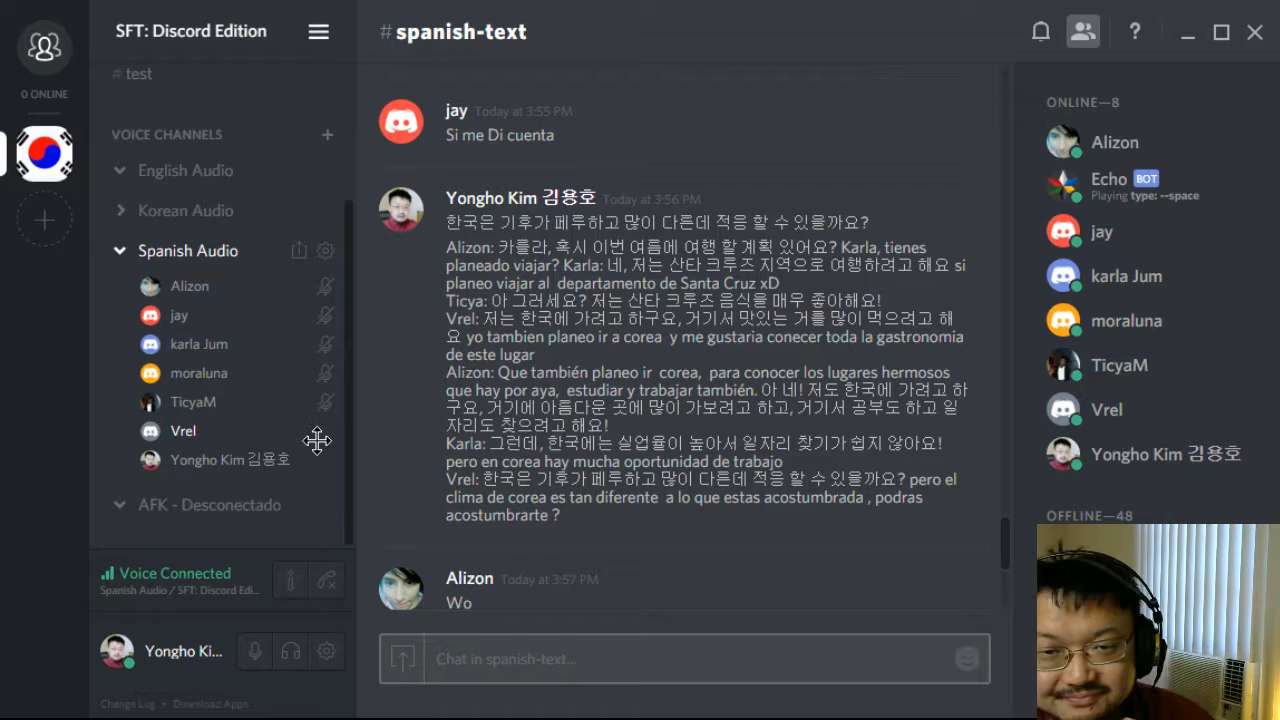 SFT: Discord Edition
0 ONLINE
# test
VOICE CHANNELS
English Audio
Korean Audio
Spanish Audio
Alizon
jay
karla Jum
moraluna
TicyaM
Vrel
Yongho Kim 김용호
AFK - Desconectado
Voice Connected
Spanish Audio / SFT: Discord Edi...
Yongho Ki...
Change Log • Download Apps
# spanish-text
jay Today at 3:55 PM
Si me Di cuenta
Yongho Kim 김용호 Today at 3:56 PM
한국은 기후가 페루하고 많이 다른데 적응 할 수 있을까요?
Alizon: 카를라, 혹시 이번 여름에 여행 할 계획 있어요? Karla, tienes
planeado viajar? Karla: 네, 저는 산타 크루즈 지역으로 여행하려고 해요 si
planeo viajar al departamento de Santa Cruz xD
Ticya: 아 그러세요? 저는 산타 크루즈 음식을 매우 좋아해요!
Vrel: 저는 한국에 가려고 하구요, 거기서 맛있는 거를 많이 먹으려고 해
요 yo tambien planeo ir a corea y me gustaria conecer toda la gastronomia
de este lugar
Alizon: Que también planeo ir corea, para conocer los lugares hermosos
que hay por aya, estudiar y trabajar también. 아 네! 저도 한국에 가려고 하
구요, 거기에 아름다운 곳에 많이 가보려고 하고, 거기서 공부도 하고 일
자리도 찾으려고 해요!
Karla: 그런데, 한국에는 실업률이 높아서 일자리 찾기가 쉽지 않아요!
pero en corea hay mucha oportunidad de trabajo
Vrel: 한국은 기후가 페루하고 많이 다른데 적응 할 수 있을까요? pero el
clima de corea es tan diferente a lo que estas acostumbrada , podras
acostumbrarte ?
Alizon Today at 3:57 PM
Wo
Chat in spanish-text...
ONLINE—8
Alizon
Echo BOT
Playing type: --space
jay
karla Jum
moraluna
TicyaM
Vrel
Yongho Kim 김용호
OFFLINE—48